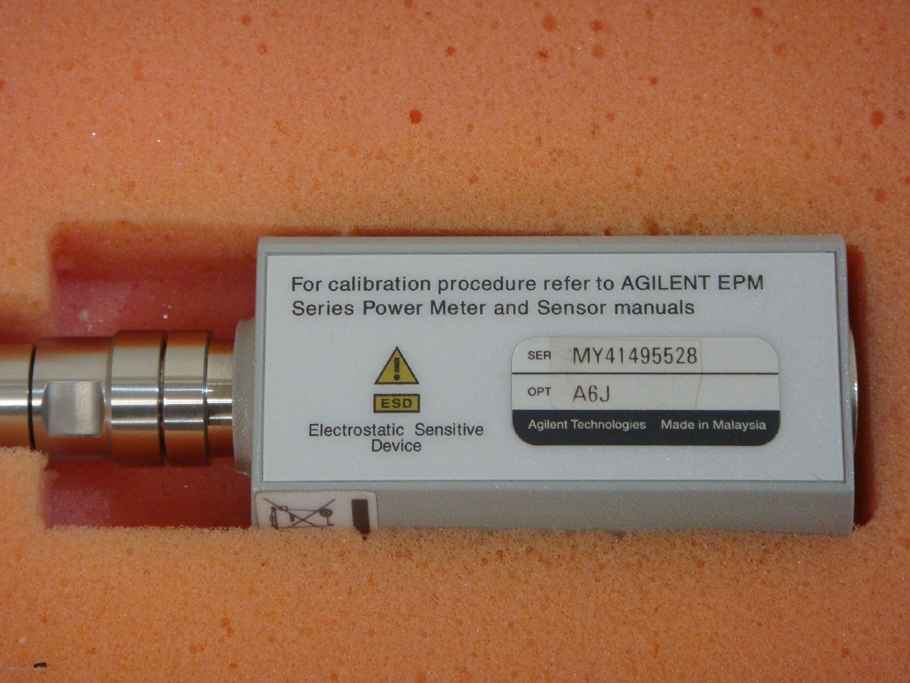 For calibration procedure refer to AGILENT EPM
Series Power Meter and Sensor manuals
SER MY41495528
OPT A6J
Agilent Technologies Made in Malaysia
ESD
Electrostatic Sensitive
Device